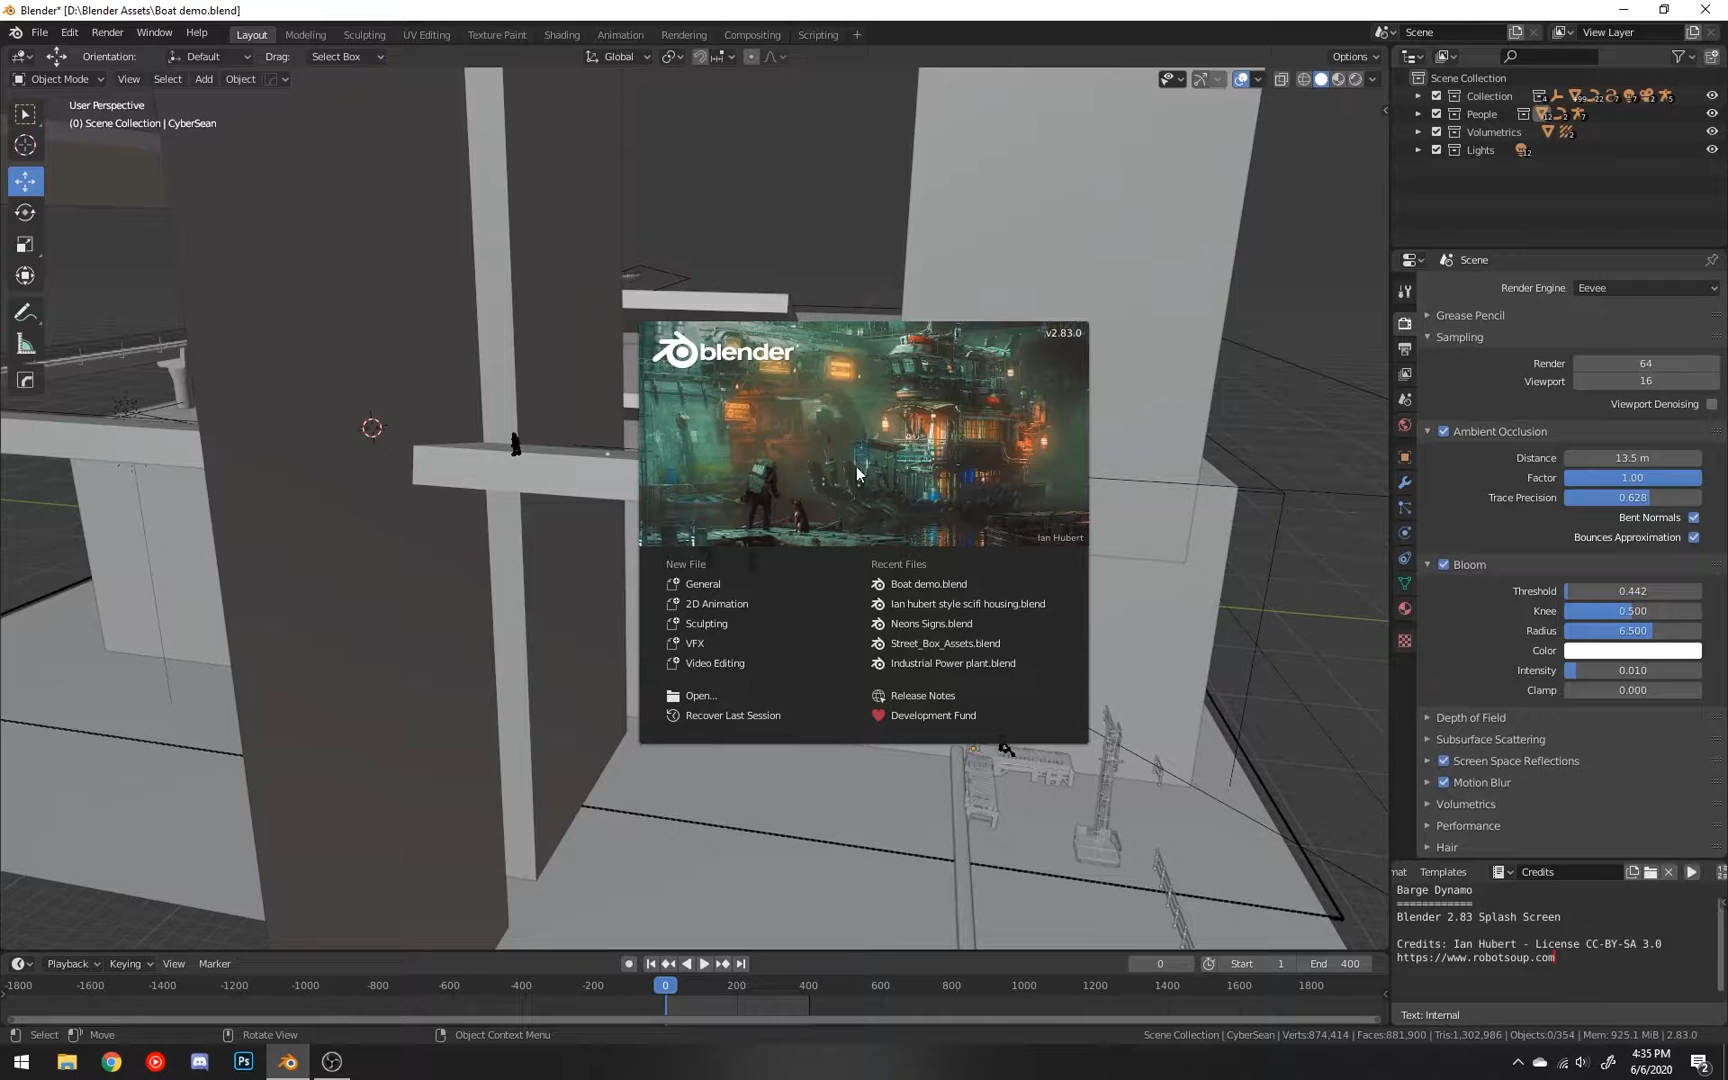 Blender* [D:\Blender Assets\Boat demo.blend]
File Edit Render Window Help
Layout Modeling Sculpting UV Editing Texture Paint Shading Animation Rendering Compositing Scripting +
Scene
View Layer
Orientation: Default Drag: Select Box
Global
Options
Object Mode View Select Add Object
User Perspective
(0) Scene Collection | CyberSean
Scene Collection
Collection
People
Volumetrics
Lights
Scene
Render Engine Eevee
Grease Pencil
Sampling
Render 64
Viewport 16
Viewport Denoising
Ambient Occlusion
Distance 13.5 m
Factor 1.00
Trace Precision 0.628
Bent Normals
Bounces Approximation
Bloom
Threshold 0.442
Knee 0.500
Radius 6.500
Color
Intensity 0.010
Clamp 0.000
Depth of Field
Subsurface Scattering
Screen Space Reflections
Motion Blur
Volumetrics
Performance
Hair
blender
v2.83.0
Ian Hubert
New File
General
2D Animation
Sculpting
VFX
Video Editing
Open...
Recover Last Session
Recent Files
Boat demo.blend
Ian hubert style scifi housing.blend
Neons Signs.blend
Street_Box_Assets.blend
Industrial Power plant.blend
Release Notes
Development Fund
mat Templates Credits
Barge Dynamo
============
Blender 2.83 Splash Screen
Credits: Ian Hubert - License CC-BY-SA 3.0
https://www.robotsoup.com
Text: Internal
Playback Keying View Marker
0 Start 1 End 400
-1800 -1600 -1400 -1200 -1000 -800 -600 -400 -200 0 200 400 600 800 1000 1200 1400 1600 1800
Select Move Rotate View Object Context Menu
Scene Collection | CyberSean | Verts:874,414 | Faces:881,900 | Tris:1,302,986 | Objects:0/354 | Mem: 925.1 MiB | 2.83.0
Ps
4:35 PM
6/6/2020
2